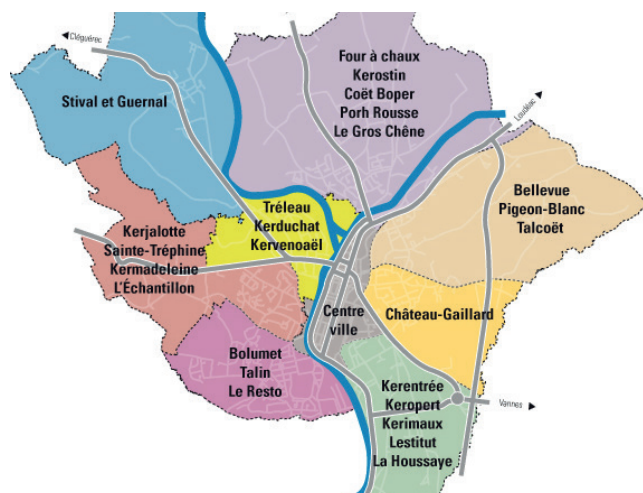 Cléguérec
Four à chaux
Kerostin
Coët Boper
Porh Rousse
Le Gros Chêne
Stival et Guernal
Loudéac
Bellevue
Pigeon-Blanc
Talcoët
Tréleau
Kerduchat
Kervenoaël
Kerjalotte
Sainte-Tréphine
Kermadeleine
L'Échantillon
Centre
ville
Château-Gaillard
Bolumet
Talin
Le Resto
Kerentrée
Keropert
Kerimaux
Lestitut
La Houssaye
Vannes